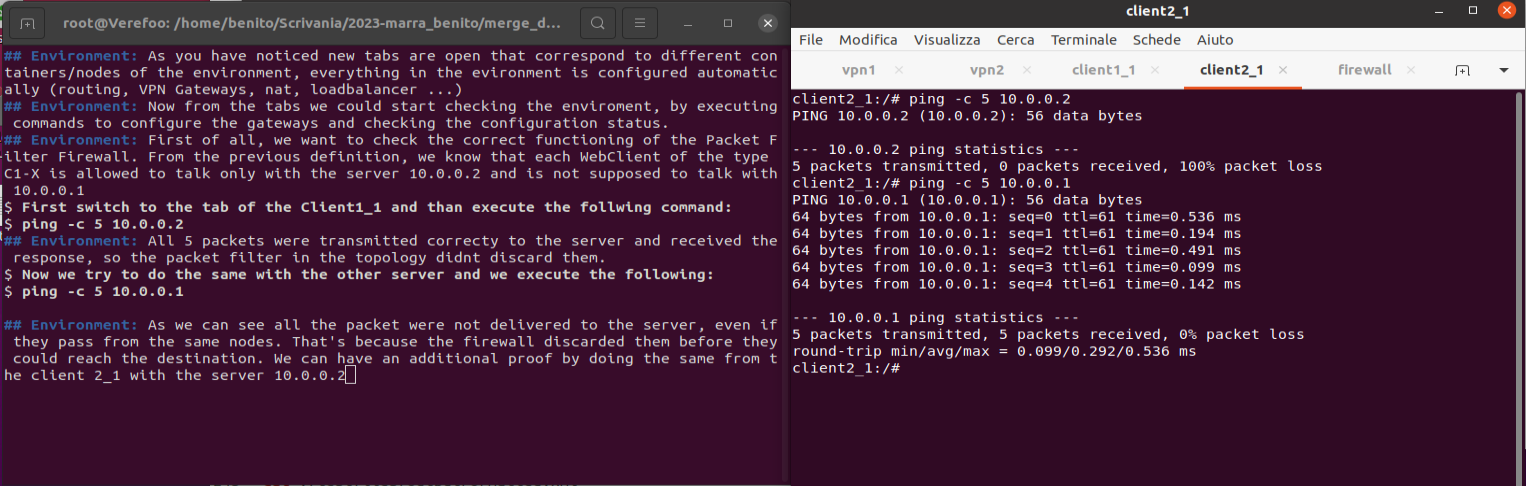 root@Verefoo: /home/benito/Scrivania/2023-marra_benito/merge_d...
## Environment: As you have noticed new tabs are open that correspond to different con
tainers/nodes of the environment, everything in the evironment is configured automatic
ally (routing, VPN Gateways, nat, loadbalancer ...)
## Environment: Now from the tabs we could start checking the enviroment, by executing
commands to configure the gateways and checking the configuration status.
## Environment: First of all, we want to check the correct functioning of the Packet F
ilter Firewall. From the previous definition, we know that each WebClient of the type
C1-X is allowed to talk only with the server 10.0.0.2 and is not supposed to talk with
10.0.0.1
$ First switch to the tab of the Client1_1 and than execute the follwing command:
$ ping -c 5 10.0.0.2
## Environment: All 5 packets were transmitted correcty to the server and received the
response, so the packet filter in the topology didnt discard them.
$ Now we try to do the same with the other server and we execute the following:
$ ping -c 5 10.0.0.1
## Environment: As we can see all the packet were not delivered to the server, even if
they pass from the same nodes. That's because the firewall discarded them before they
could reach the destination. We can have an additional proof by doing the same from t
he client 2_1 with the server 10.0.0.2
client2_1
File Modifica Visualizza Cerca Terminale Schede Aiuto
vpn1 vpn2 client1_1 client2_1 firewall
client2_1:/# ping -c 5 10.0.0.2
PING 10.0.0.2 (10.0.0.2): 56 data bytes
--- 10.0.0.2 ping statistics ---
5 packets transmitted, 0 packets received, 100% packet loss
client2_1:/# ping -c 5 10.0.0.1
PING 10.0.0.1 (10.0.0.1): 56 data bytes
64 bytes from 10.0.0.1: seq=0 ttl=61 time=0.536 ms
64 bytes from 10.0.0.1: seq=1 ttl=61 time=0.194 ms
64 bytes from 10.0.0.1: seq=2 ttl=61 time=0.491 ms
64 bytes from 10.0.0.1: seq=3 ttl=61 time=0.099 ms
64 bytes from 10.0.0.1: seq=4 ttl=61 time=0.142 ms
--- 10.0.0.1 ping statistics ---
5 packets transmitted, 5 packets received, 0% packet loss
round-trip min/avg/max = 0.099/0.292/0.536 ms
client2_1:/#